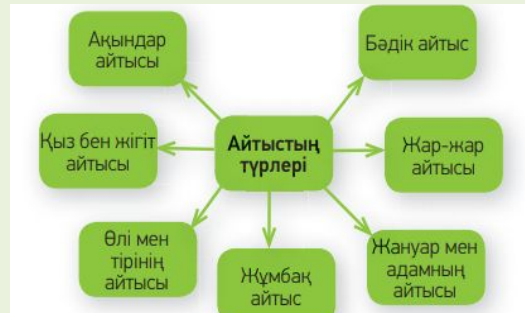 Ақындар
айтысы
Бәдік айтыс
Қыз бен жігіт
айтысы
Айтыстың
түрлері
Жар-жар
айтысы
Өлі мен
тірінің
айтысы
Жұмбақ
айтыс
Жануар мен
адамның
айтысы